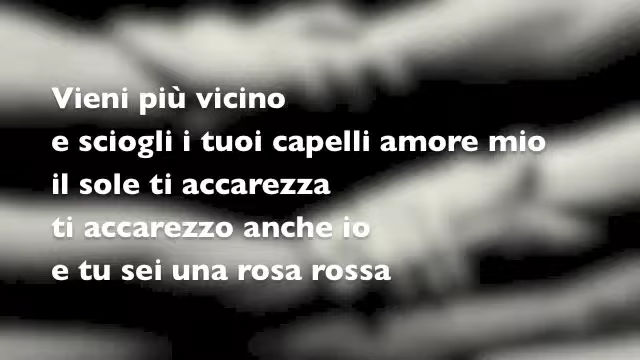 Vieni più vicino
e sciogli i tuoi capelli amore mio
il sole ti accarezza
ti accarezzo anche io
e tu sei una rosa rossa